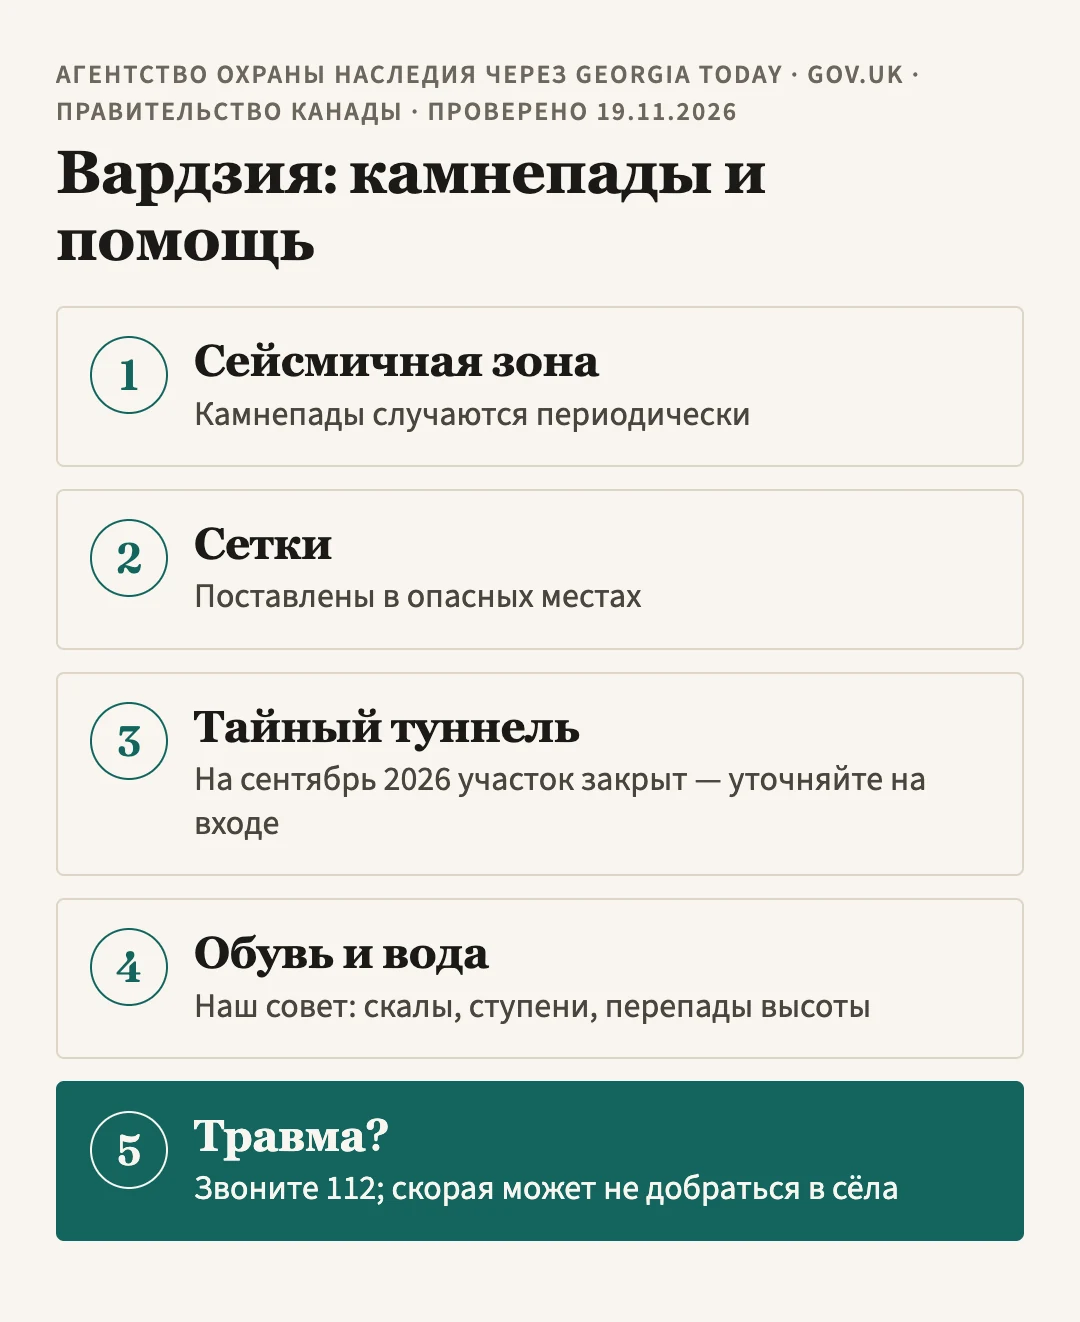 АГЕНТСТВО ОХРАНЫ НАСЛЕДИЯ ЧЕРЕЗ GEORGIA TODAY · GOV.UK ·
ПРАВИТЕЛЬСТВО КАНАДЫ · ПРОВЕРЕНО 19.11.2026
Вардзия: камнепады и
помощь
1
Сейсмичная зона
Камнепады случаются периодически
2
Сетки
Поставлены в опасных местах
3
Тайный туннель
На сентябрь 2026 участок закрыт — уточняйте на
входе
4
Обувь и вода
Наш совет: скалы, ступени, перепады высоты
5
Травма?
Звоните 112; скорая может не добраться в сёла